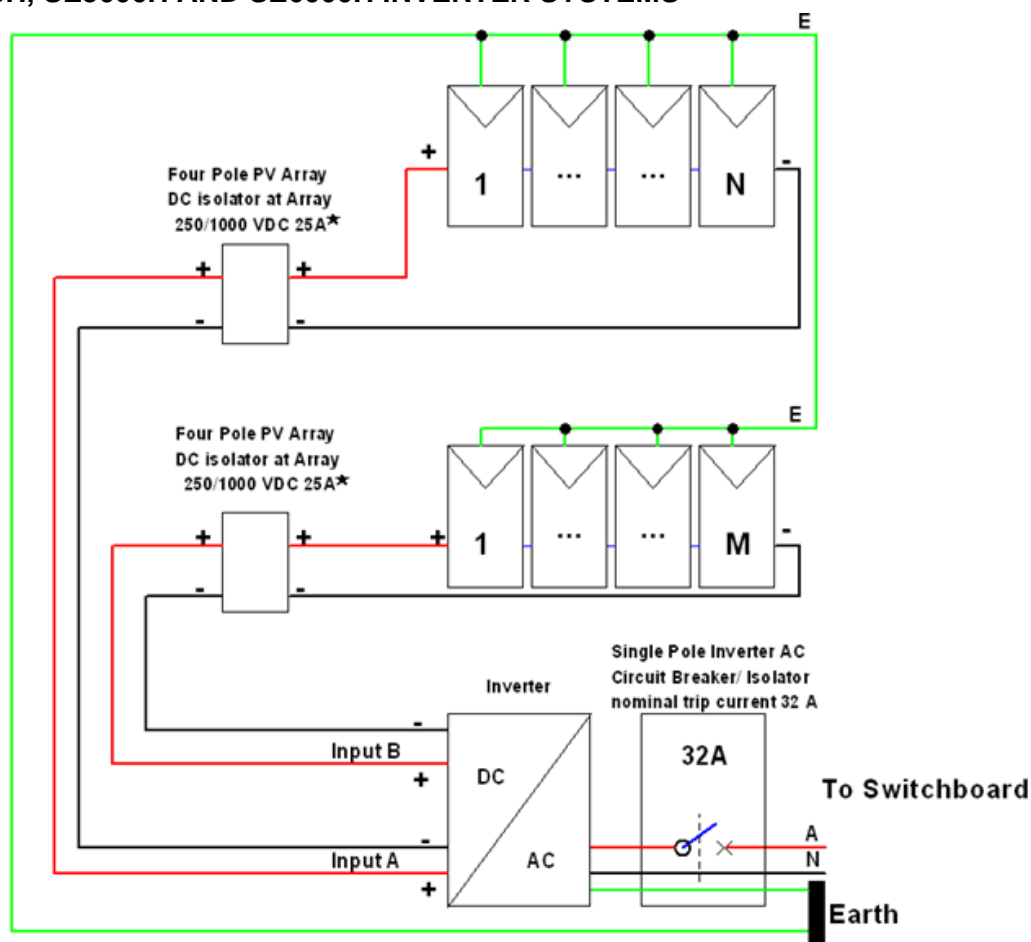 E
Four Pole PV Array
DC isolator at Array
250/1000 VDC 25A★
+
-
1
...
...
N
+
+
-
-
E
Four Pole PV Array
DC isolator at Array
250/1000 VDC 25A★
+
+
+
1
...
...
M
-
-
-
Single Pole Inverter AC
Circuit Breaker/ Isolator
nominal trip current 32 A
Inverter
-
Input B
+
DC
32A
To Switchboard
-
Input A
+
AC
A
N
Earth